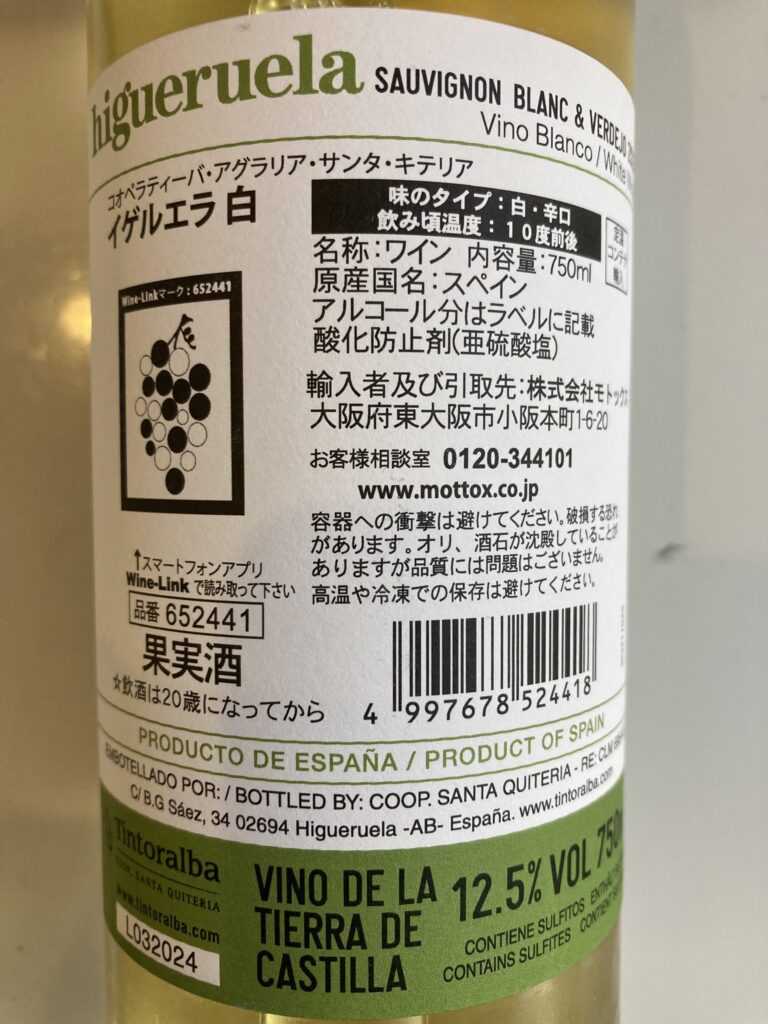 higueruela SAUVIGNON BLANC & VERDEJO
Vino Blanco / White
コオペラティーバ・アグラリア・サンタ・キテリア
イゲルエラ 白
味のタイプ：白・辛口
飲み頃温度：10度前後
定温
コンテナ
輸入
名称：ワイン 内容量：750ml
原産国名：スペイン
アルコール分はラベルに記載
酸化防止剤(亜硫酸塩)
Wine-Linkマーク：652441
輸入者及び引取先：株式会社モトックス
大阪府東大阪市小阪本町1-6-20
お客様相談室 0120-344101
www.mottox.co.jp
容器への衝撃は避けてください。破損する恐れ
があります。オリ、酒石が沈殿していることが
ありますが品質には問題はございません。
高温や冷凍での保存は避けてください。
↑スマートフォンアプリ
Wine-Link で読み取って下さい
品番 652441
果実酒
☆飲酒は20歳になってから
4 997678 524418
PRODUCTO DE ESPAÑA / PRODUCT OF SPAIN
EMBOTELLADO POR: / BOTTLED BY: COOP. SANTA QUITERIA - RE: CLM
C/ B.G Sáez, 34 02694 Higueruela -AB- España. www.tintoralba.com
Tintoralba
COOP. SANTA QUITERIA
www.tintoralba.com
L032024
VINO DE LA
TIERRA DE
CASTILLA
12.5% VOL 750
CONTIENE SULFITOS
CONTAINS SULFITES